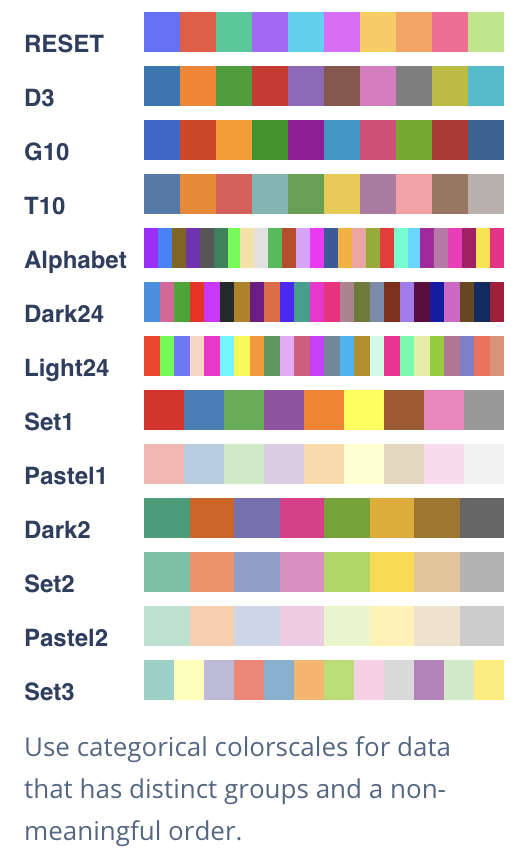 RESET
D3
G10
T10
Alphabet
Dark24
Light24
Set1
Pastel1
Dark2
Set2
Pastel2
Set3
Use categorical colorscales for data
that has distinct groups and a non-
meaningful order.